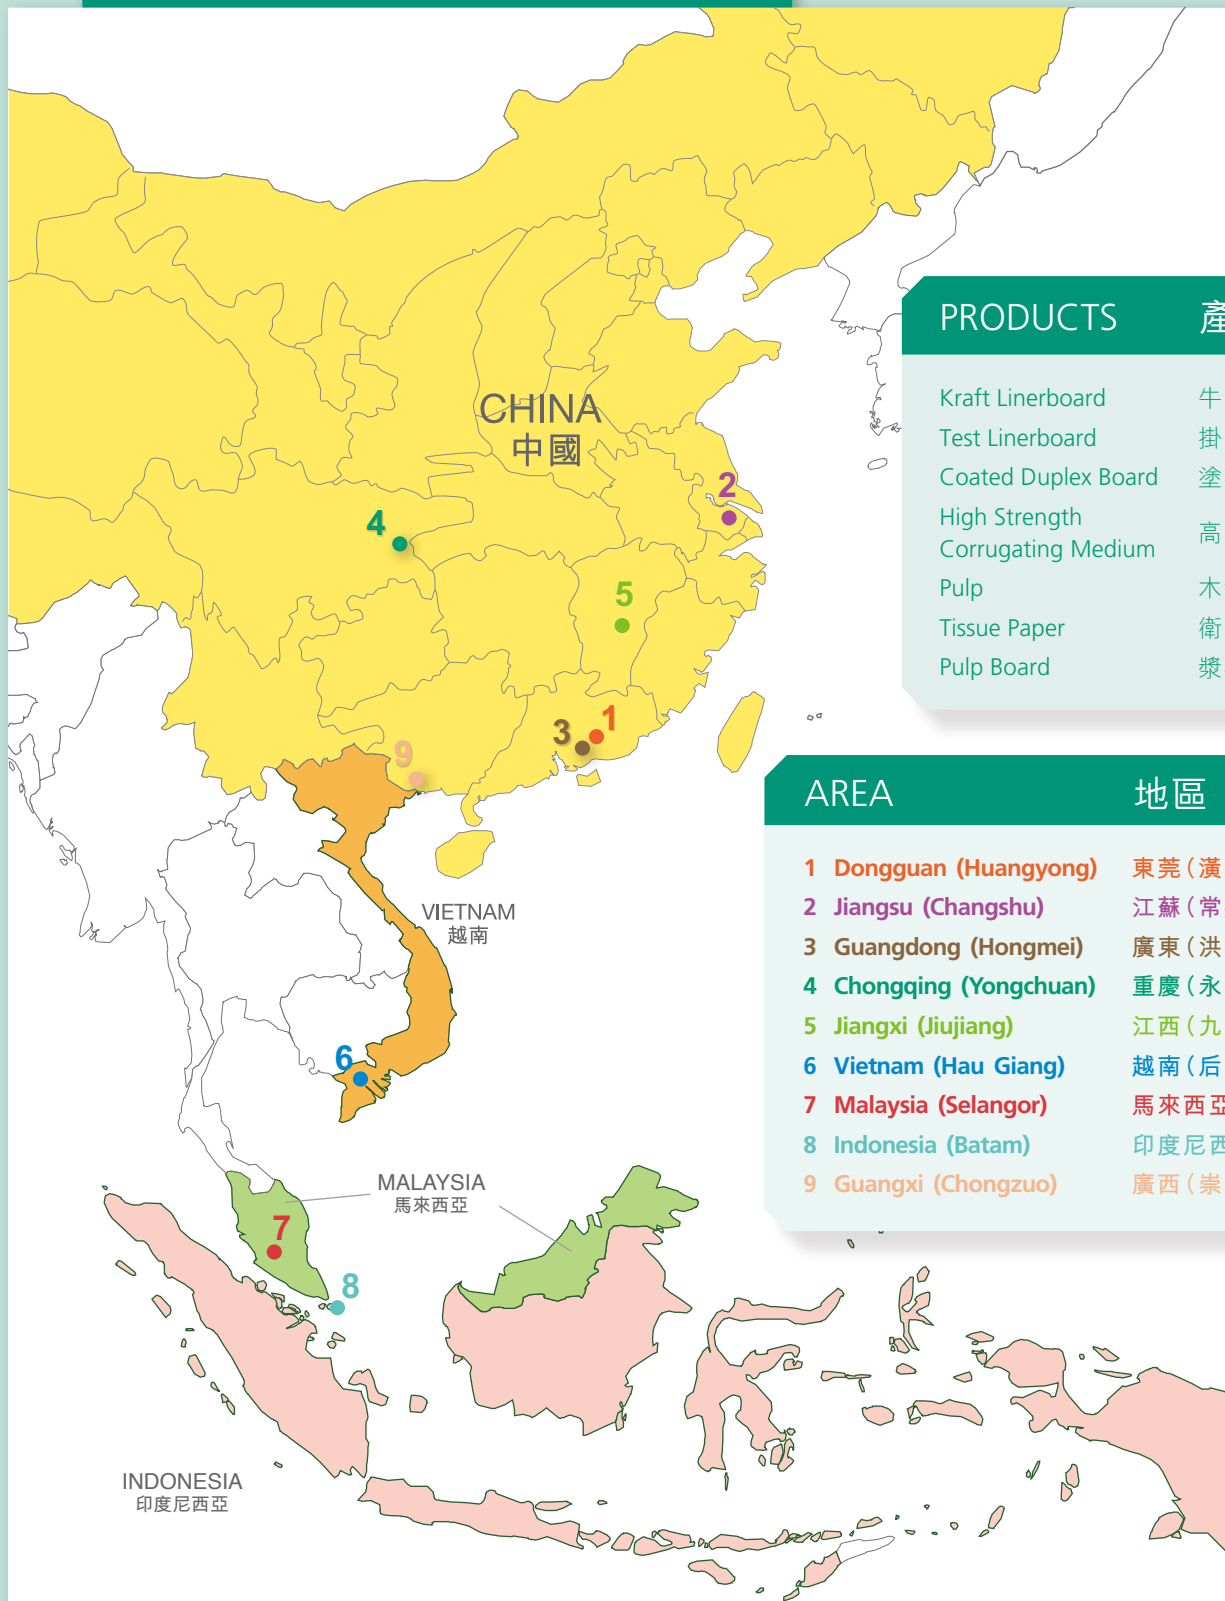 CHINA
中國
2
4
5
1
3
9
VIETNAM
越南
6
MALAYSIA
馬來西亞
7
8
INDONESIA
印度尼西亞
PRODUCTS 產
Kraft Linerboard 牛
Test Linerboard 掛
Coated Duplex Board 塗
High Strength
Corrugating Medium 高
Pulp 木
Tissue Paper 衛
Pulp Board 漿
AREA 地區
1 Dongguan (Huangyong) 東莞（潢
2 Jiangsu (Changshu) 江蘇（常
3 Guangdong (Hongmei) 廣東（洪
4 Chongqing (Yongchuan) 重慶（永
5 Jiangxi (Jiujiang) 江西（九
6 Vietnam (Hau Giang) 越南（后
7 Malaysia (Selangor) 馬來西亞
8 Indonesia (Batam) 印度尼西
9 Guangxi (Chongzuo) 廣西（崇